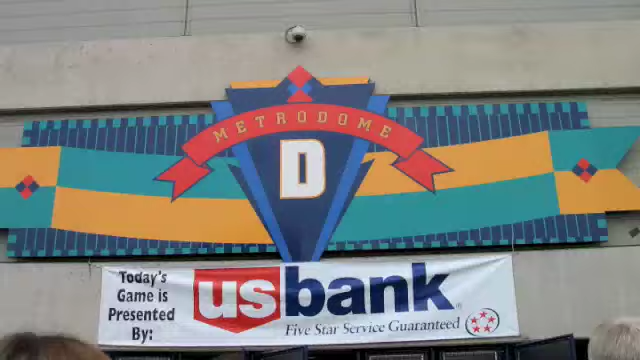 METRODOME
D
Today's
Game is
Presented
By:
usbank®
Five Star Service Guaranteed